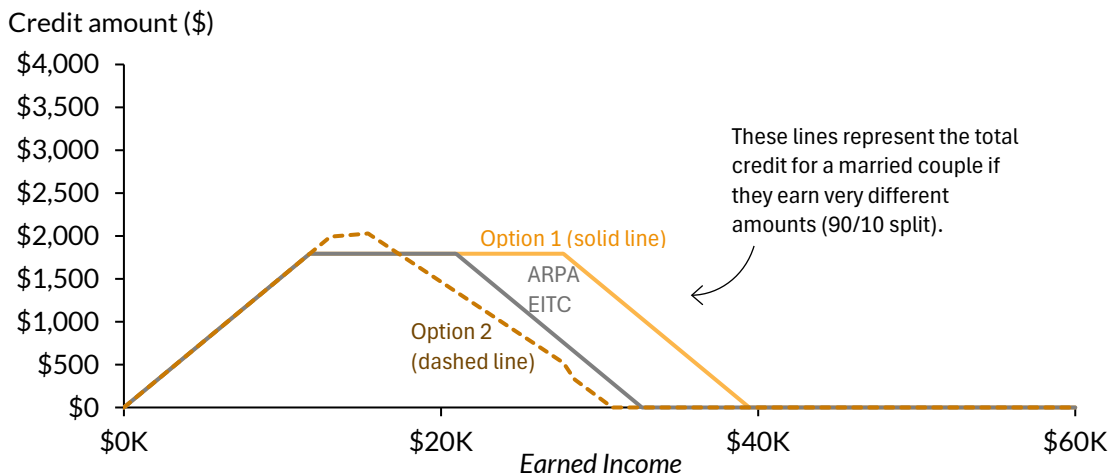 Credit amount ($)
$4,000
$3,500
$3,000
$2,500
$2,000
$1,500
$1,000
$500
$0
These lines represent the total
credit for a married couple if
they earn very different
amounts (90/10 split).
Option 1 (solid line)
ARPA
EITC
Option 2
(dashed line)
$0K
$20K
$40K
$60K
Earned Income